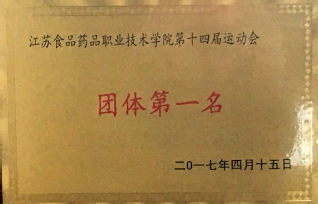 江苏食品药品职业技术学院第十四届运动会
团体第一名
二〇一七年四月十五日